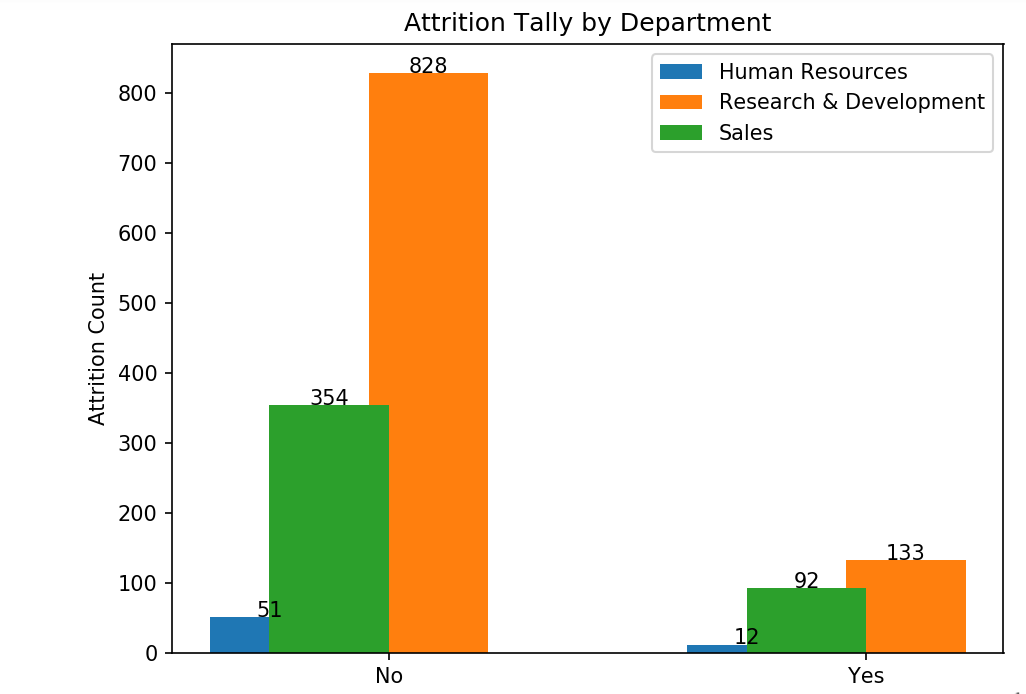 Attrition Tally by Department
Human Resources
Research & Development
Sales
Attrition Count
800
700
600
500
400
300
200
100
0
828
354
51
133
92
12
No
Yes